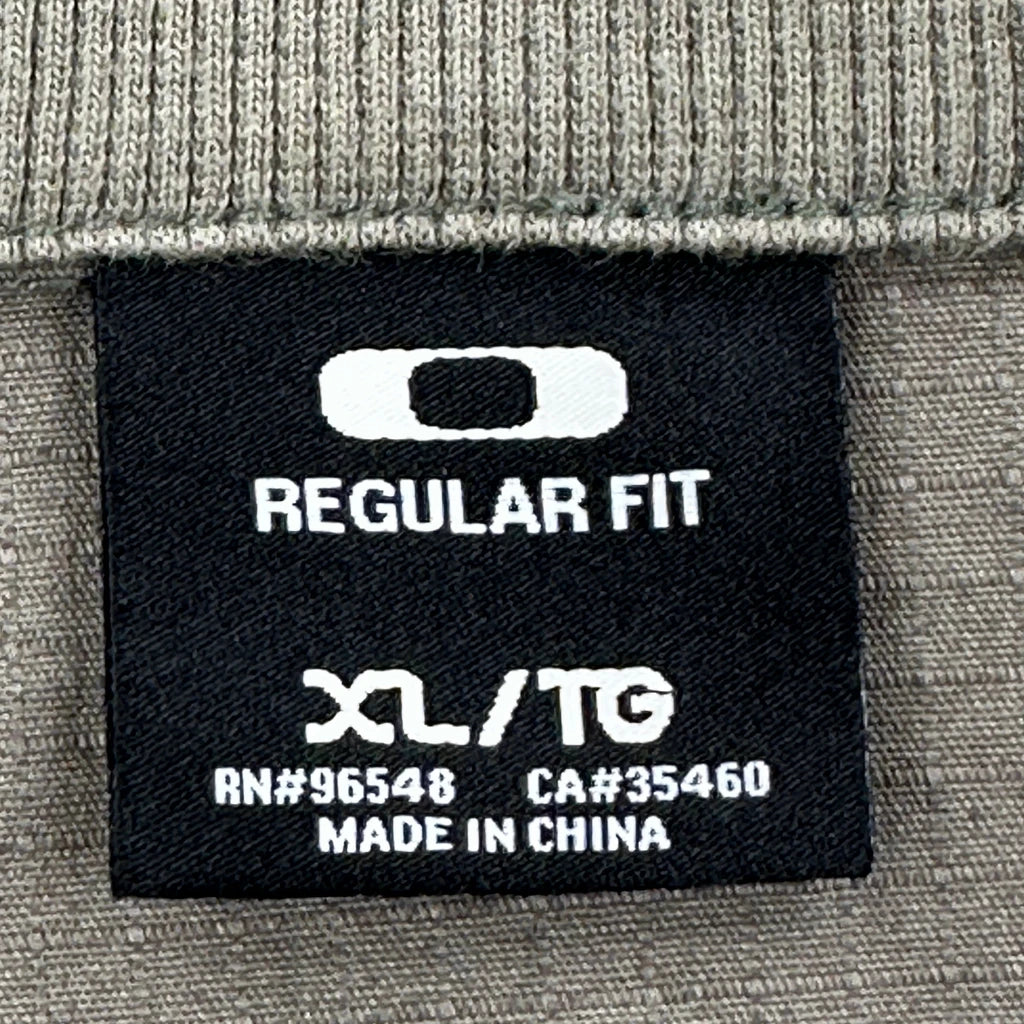 REGULAR FIT
XL/TG
RN#96548 CA#35460
MADE IN CHINA